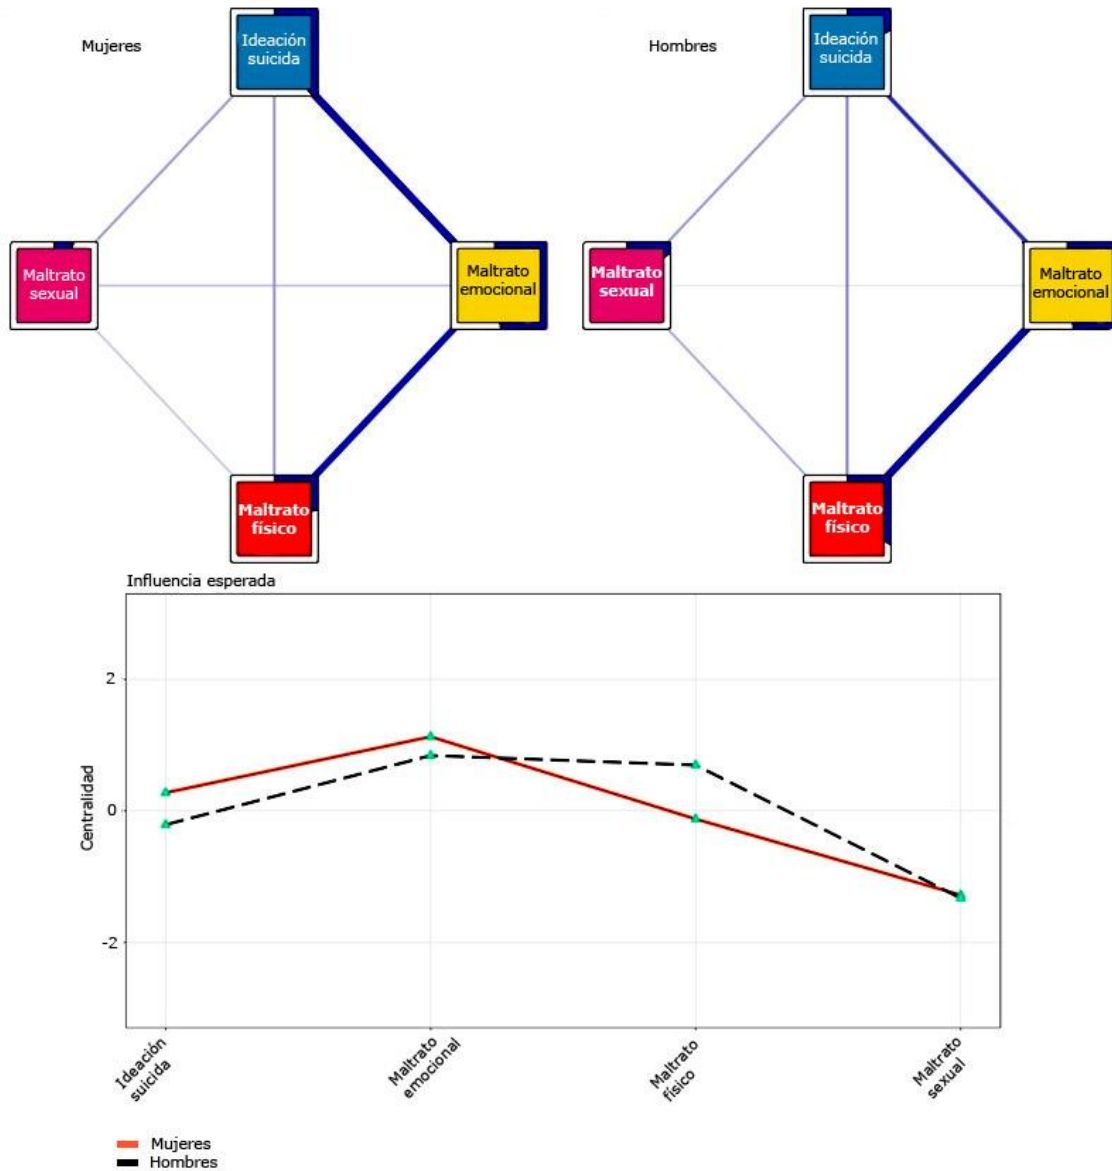 Mujeres
Ideación
suicida
Maltrato
sexual
Maltrato
emocional
Maltrato
físico
Hombres
Ideación
suicida
Maltrato
sexual
Maltrato
emocional
Maltrato
físico
Influencia esperada
Centralidad
2
0
-2
Ideación
suicida
Maltrato
emocional
Maltrato
físico
Maltrato
sexual
Mujeres
Hombres